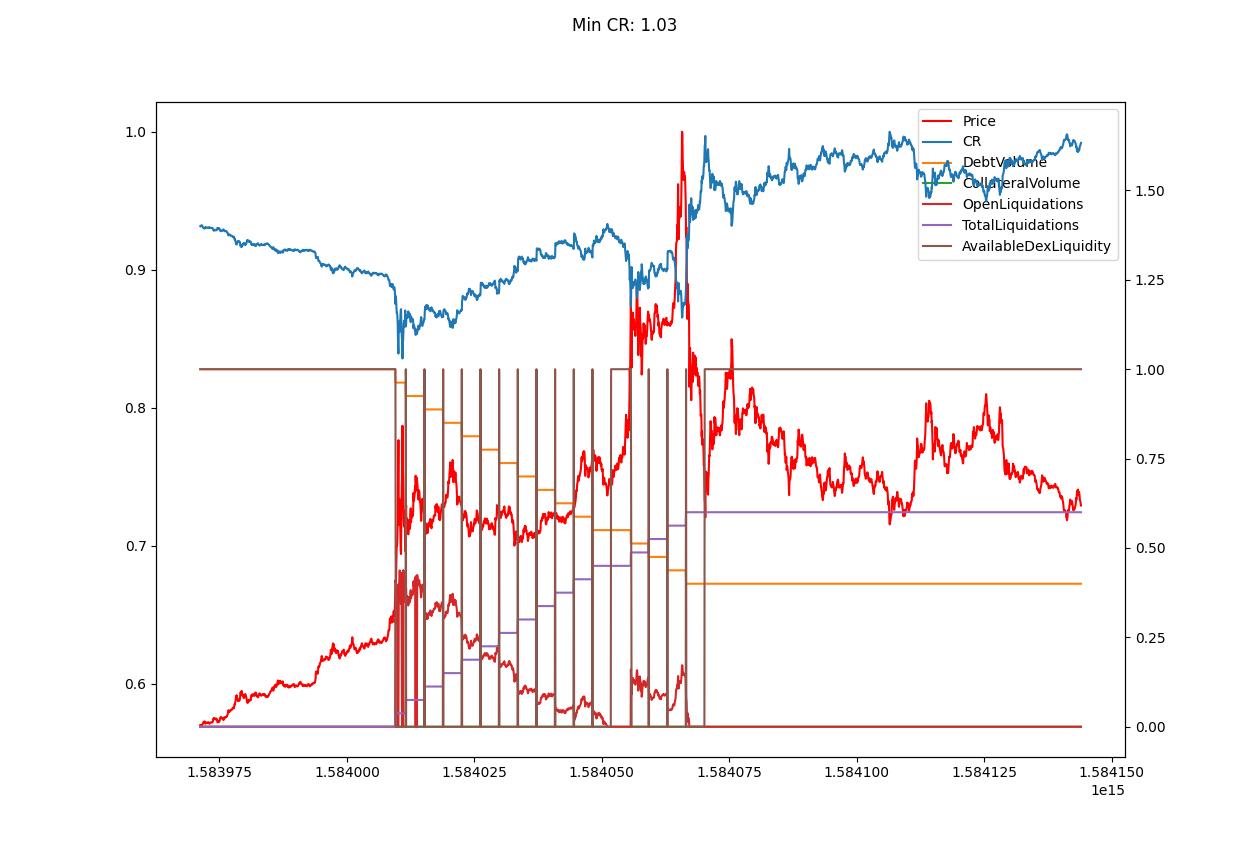 Min CR: 1.03
1.0
0.9
0.8
0.7
0.6
Price
CR
DebtVolume
CollateralVolume
OpenLiquidations
TotalLiquidations
AvailableDexLiquidity
1.50
1.25
1.00
0.75
0.50
0.25
0.00
1.583975 1.584000 1.584025 1.584050 1.584075 1.584100 1.584125 1.584150
1e15